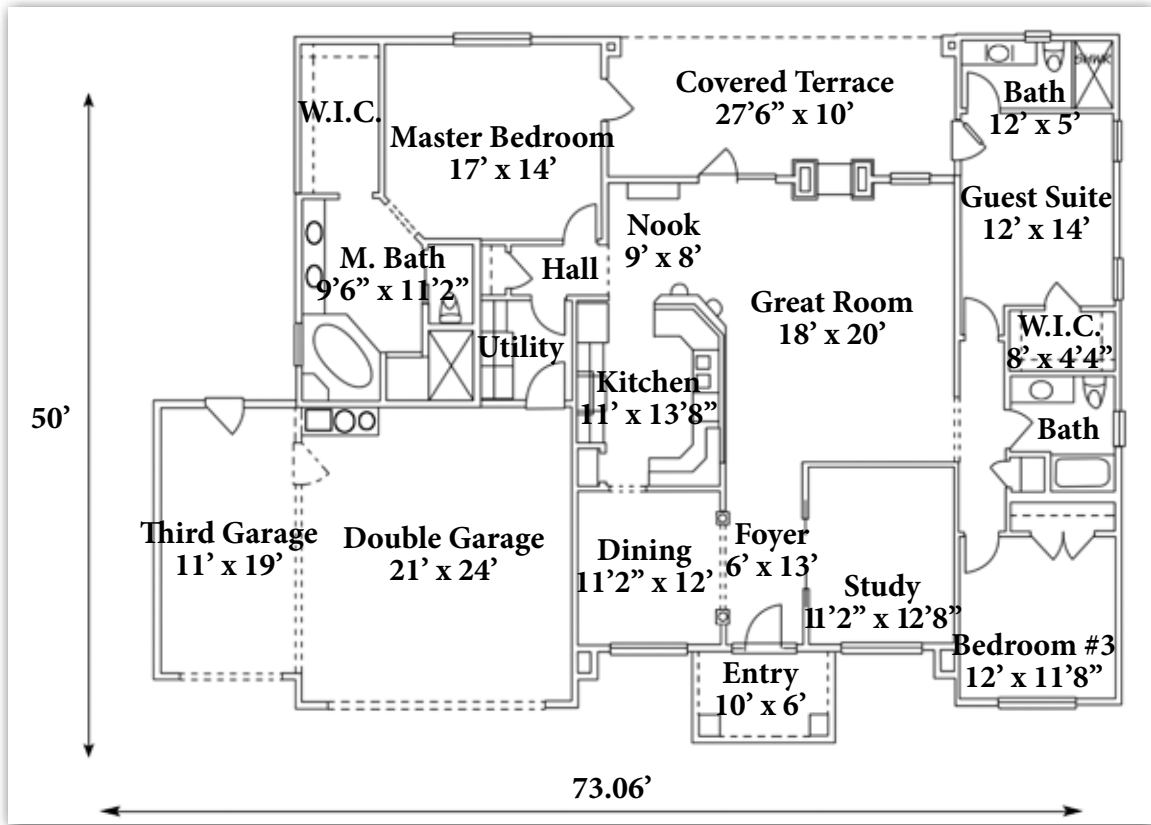 Covered Terrace
27'6” x 10'
Bath
12’ x 5’
SHWR
W.I.C.
Master Bedroom
17’ x 14’
Guest Suite
12’ x 14’
Nook
9’ x 8’
M. Bath
9’6” x 11’2”
Hall
Great Room
18’ x 20’
W.I.C.
8’ x 4’4”
Utility
Kitchen
11’ x 13’8”
50’
Bath
Third Garage
11’ x 19’
Double Garage
21’ x 24’
Dining
11’2” x 12’
Foyer
6’ x 13’
Study
11’2” x 12’8”
Bedroom #3
12’ x 11’8”
Entry
10’ x 6’
73.06’